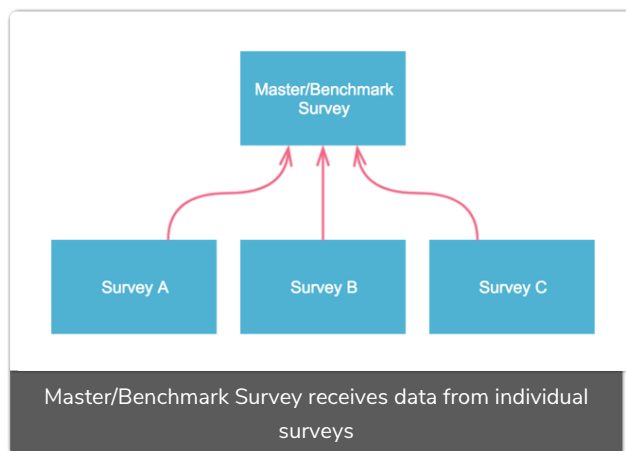 Master/Benchmark
Survey
Survey A
Survey B
Survey C
Master/Benchmark Survey receives data from individual
surveys